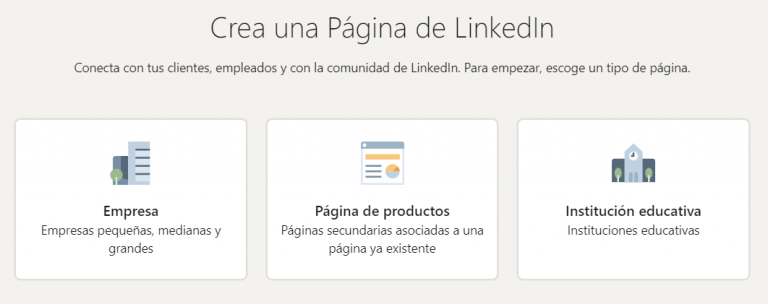 Crea una Página de LinkedIn
Conecta con tus clientes, empleados y con la comunidad de LinkedIn. Para empezar, escoge un tipo de página.
Empresa
Empresas pequeñas, medianas y
grandes
Página de productos
Páginas secundarias asociadas a una
página ya existente
Institución educativa
Instituciones educativas